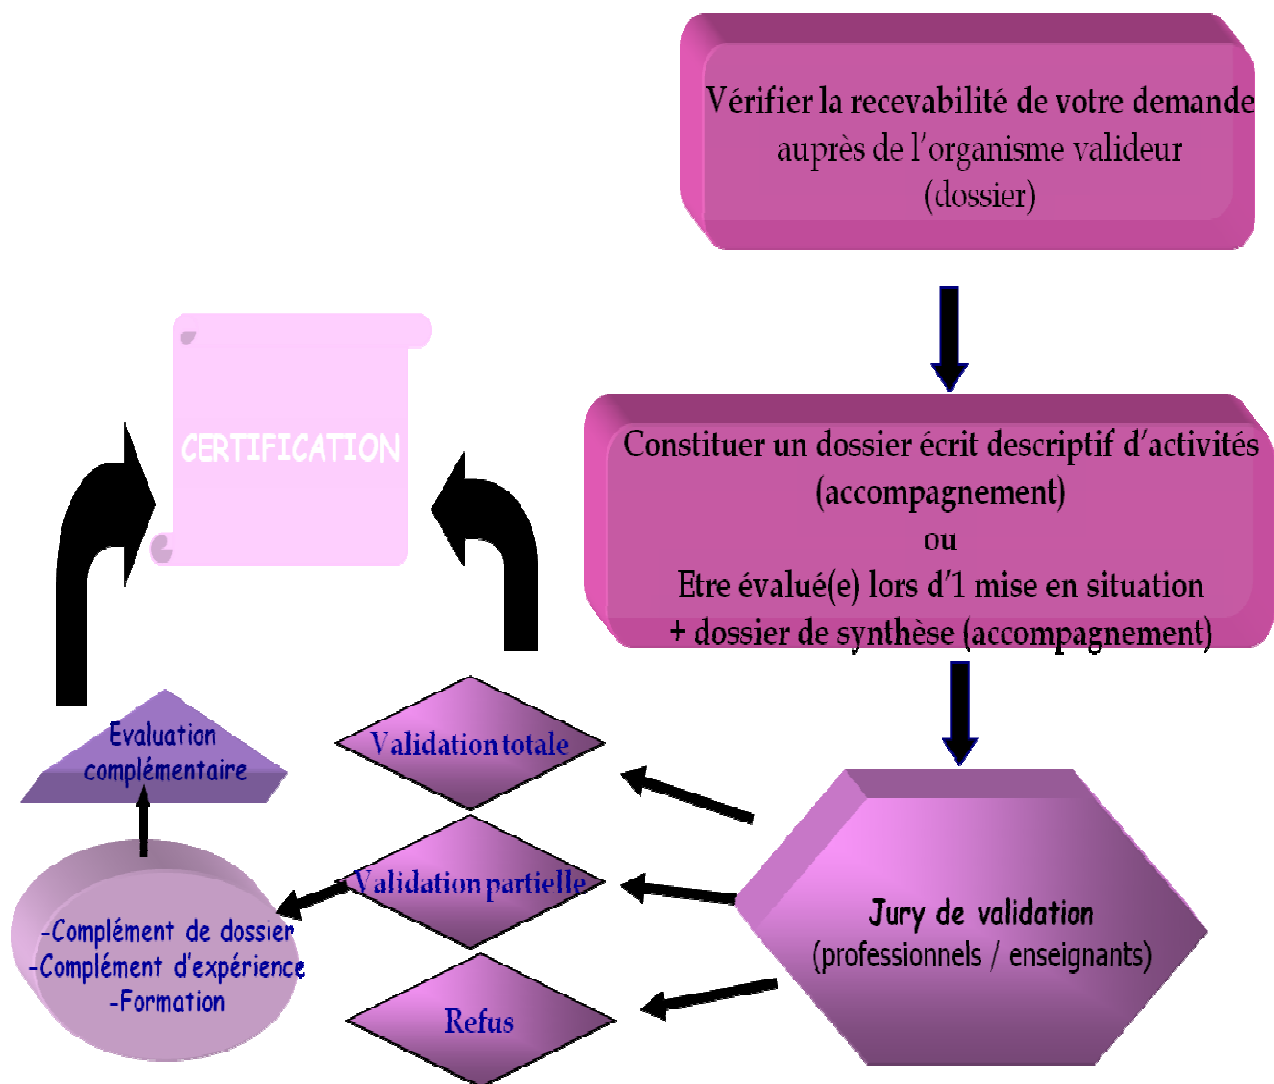 Vérifier la recevabilité de votre demande
auprès de l'organisme valideur
(dossier)
Constituer un dossier écrit descriptif d'activités
(accompagnement)
ou
Etre évalué(e) lors d'1 mise en situation
+ dossier de synthèse (accompagnement)
CERTIFICATION
Evaluation
complémentaire
Validation totale
Validation partielle
Refus
Jury de validation
(professionnels / enseignants)
-Complément de dossier
-Complément d'expérience
-Formation